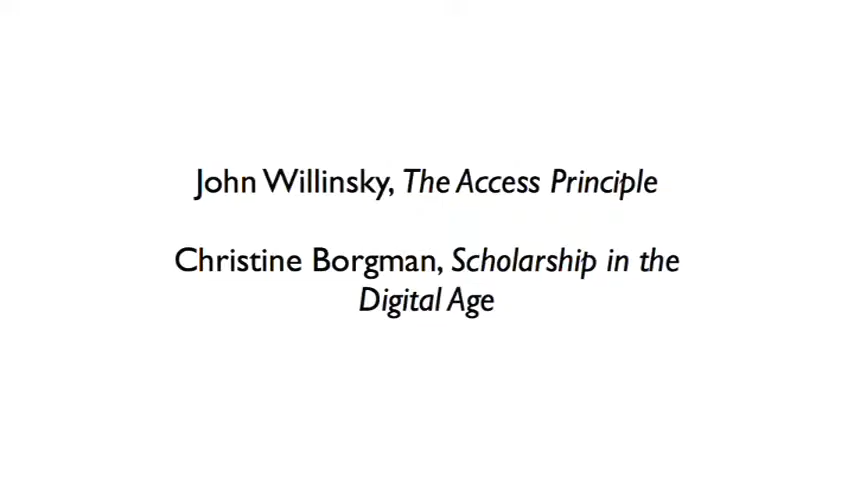 John Willinsky, The Access Principle
Christine Borgman, Scholarship in the
Digital Age